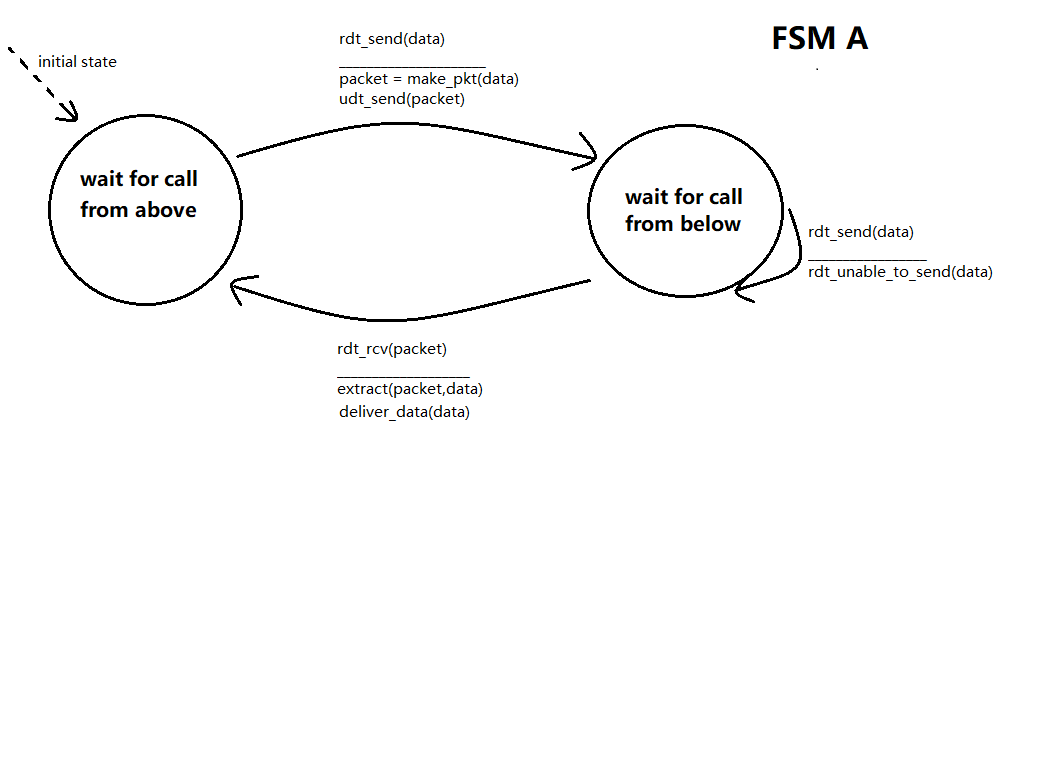 FSM A
initial state
rdt_send(data)
packet = make_pkt(data)
udt_send(packet)
wait for call
from above
wait for call
from below
rdt_send(data)
rdt_unable_to_send(data)
rdt_rcv(packet)
extract(packet,data)
deliver_data(data)